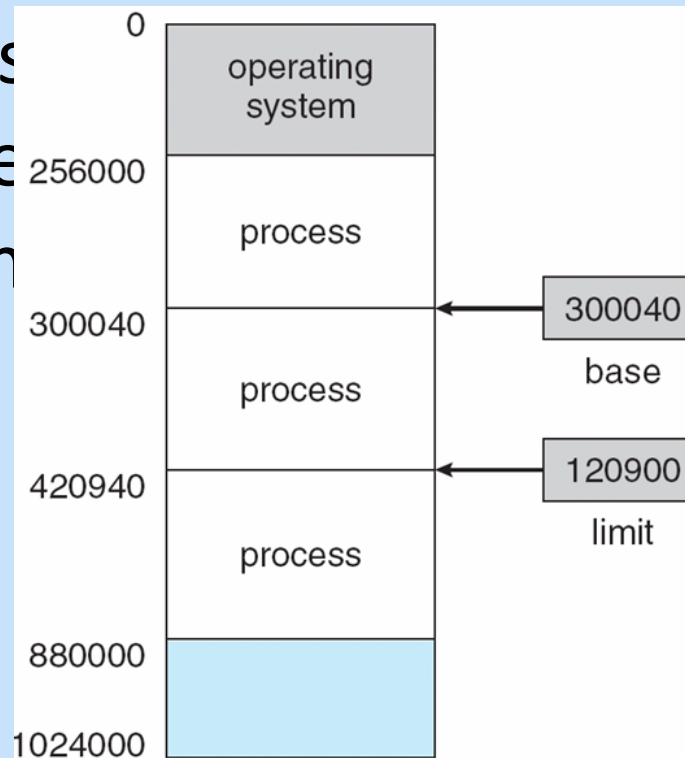 0
operating
system
256000
process
300040
300040
base
process
120900
420940
limit
process
880000
1024000